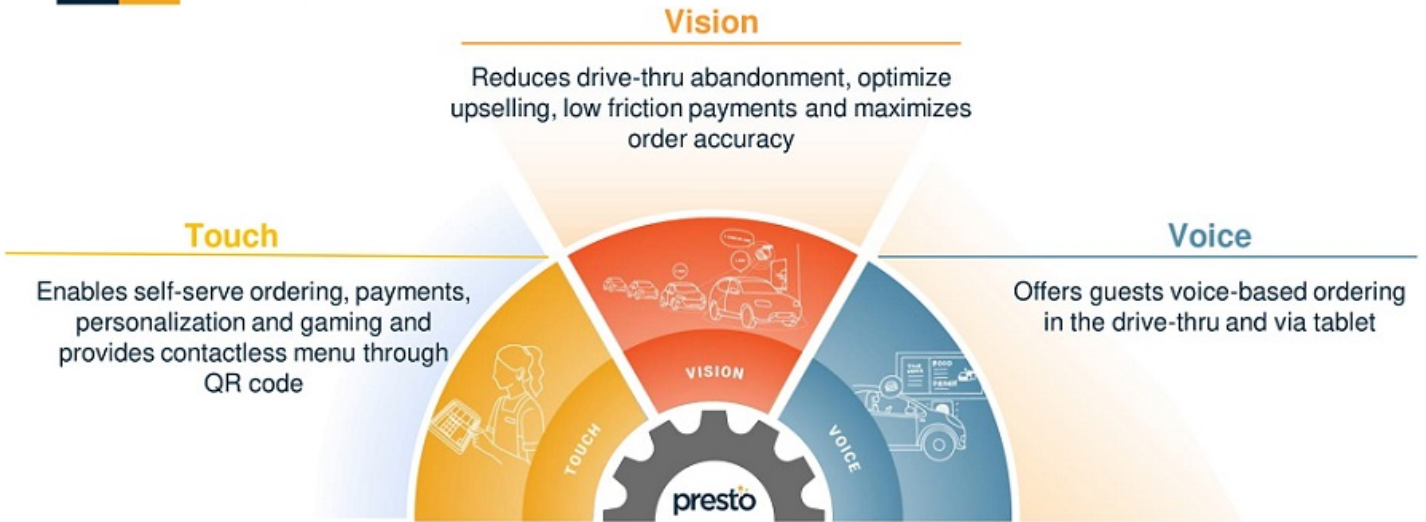 Vision
Reduces drive-thru abandonment, optimize
upselling, low friction payments and maximizes
order accuracy
Touch
Enables self-serve ordering, payments,
personalization and gaming and
provides contactless menu through
QR code
Voice
Offers guests voice-based ordering
in the drive-thru and via tablet
VISION
TOUCH
VOICE
presto